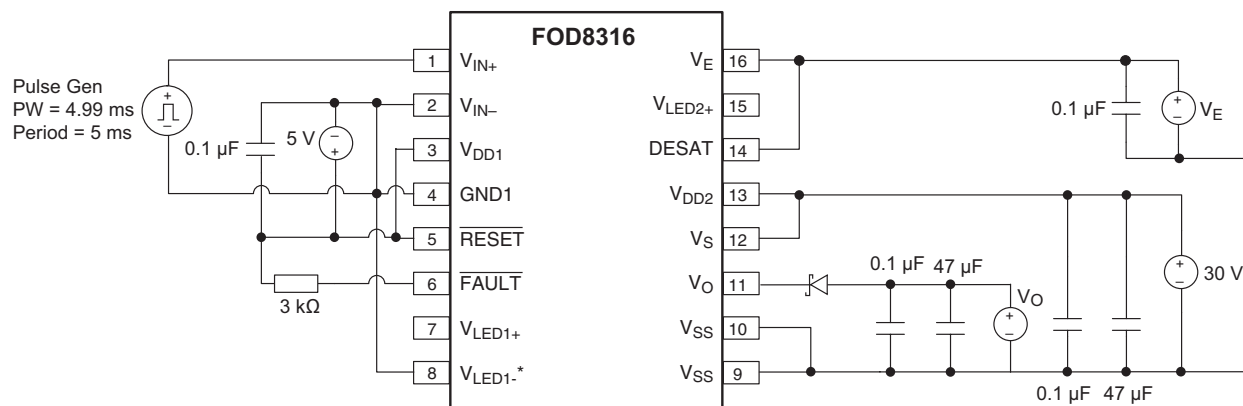 FOD8316
Pulse Gen
PW = 4.99 ms
Period = 5 ms
+
–
0.1 µF
5 V
–
+
3 kΩ
1 VIN+
2 VIN–
3 VDD1
4 GND1
5 RESET
6 FAULT
7 VLED1+
8 VLED1-*
VE 16
VLED2+ 15
DESAT 14
VDD2 13
VS 12
VO 11
VSS 10
VSS 9
0.1 µF
+
–
VE
0.1 µF 47 µF
+
–
VO
+
–
30 V
0.1 µF 47 µF